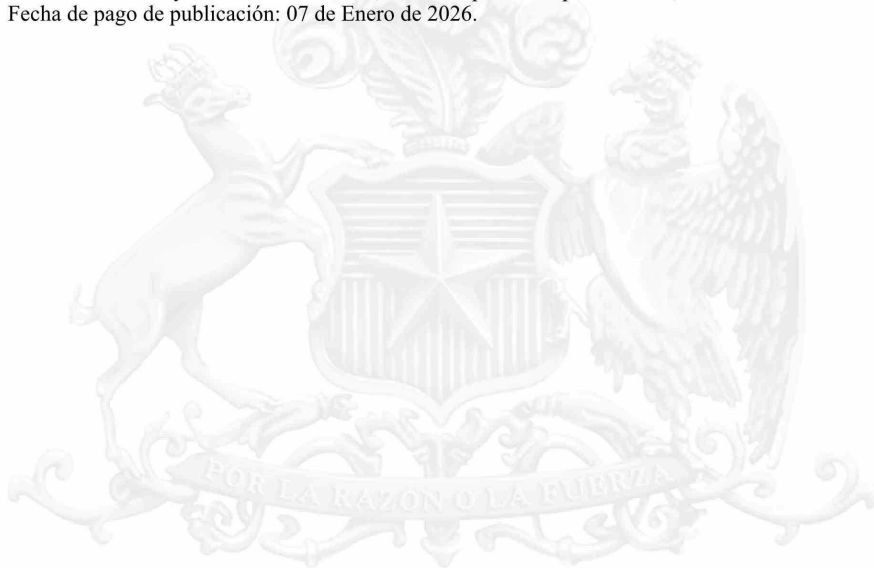 Fecha de pago de publicación: 07 de Enero de 2026.
POR LA RAZON O LA FUERZA